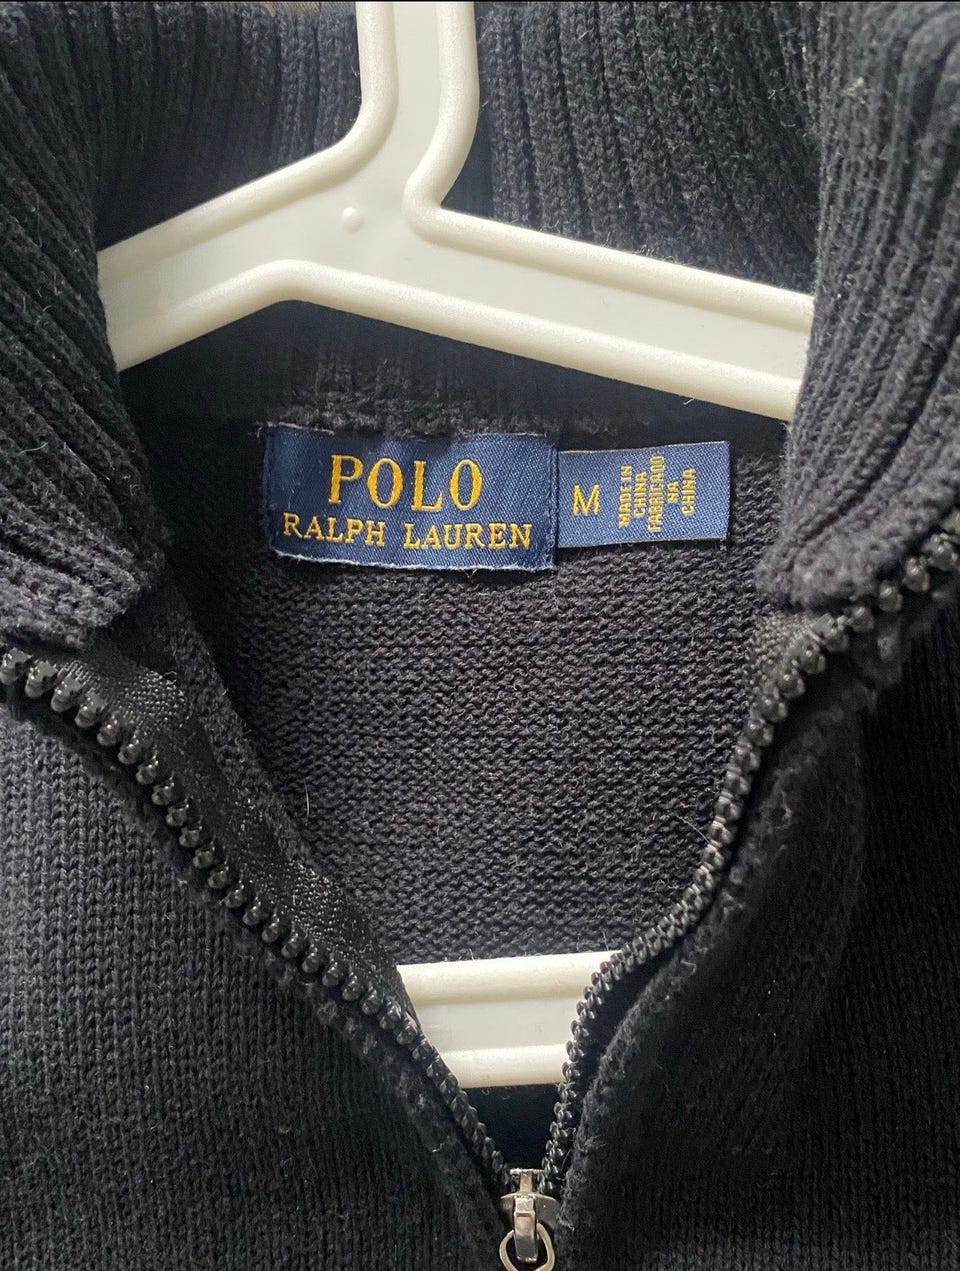 POLO
RALPH LAUREN
M
MADE IN
CHINA
FABRICADO
NA
CHINA